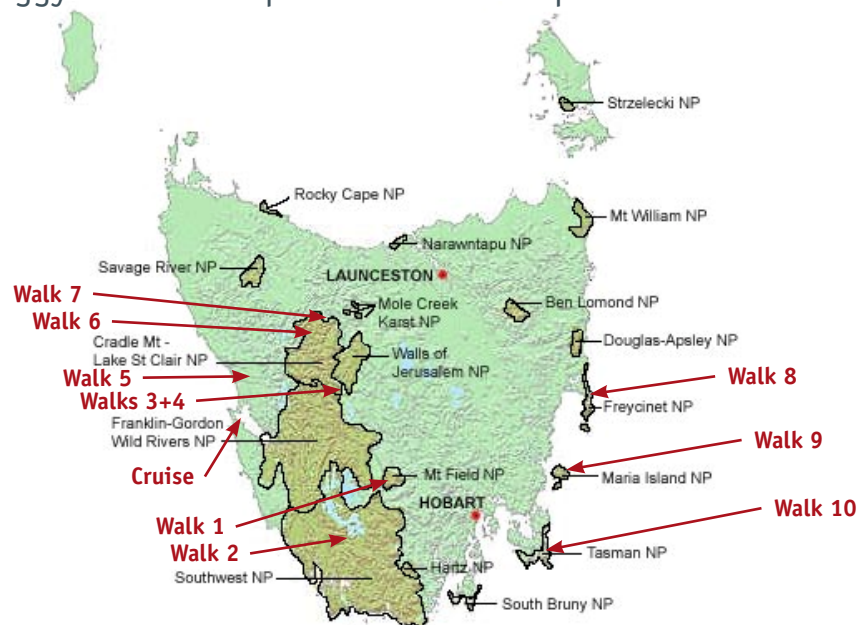 Strzelecki NP
Rocky Cape NP
Mt William NP
Narawntapu NP
Savage River NP
LAUNCESTON
Walk 7
Mole Creek
Karst NP
Ben Lomond NP
Walk 6
Cradle Mt -
Lake St Clair NP
Walls of
Jerusalem NP
Douglas-Apsley NP
Walk 5
Walk 8
Walks 3+4
Freycinet NP
Franklin-Gordon
Wild Rivers NP
Walk 9
Cruise
Mt Field NP
Maria Island NP
HOBART
Walk 10
Walk 1
Walk 2
Tasman NP
Hartz NP
Southwest NP
South Bruny NP